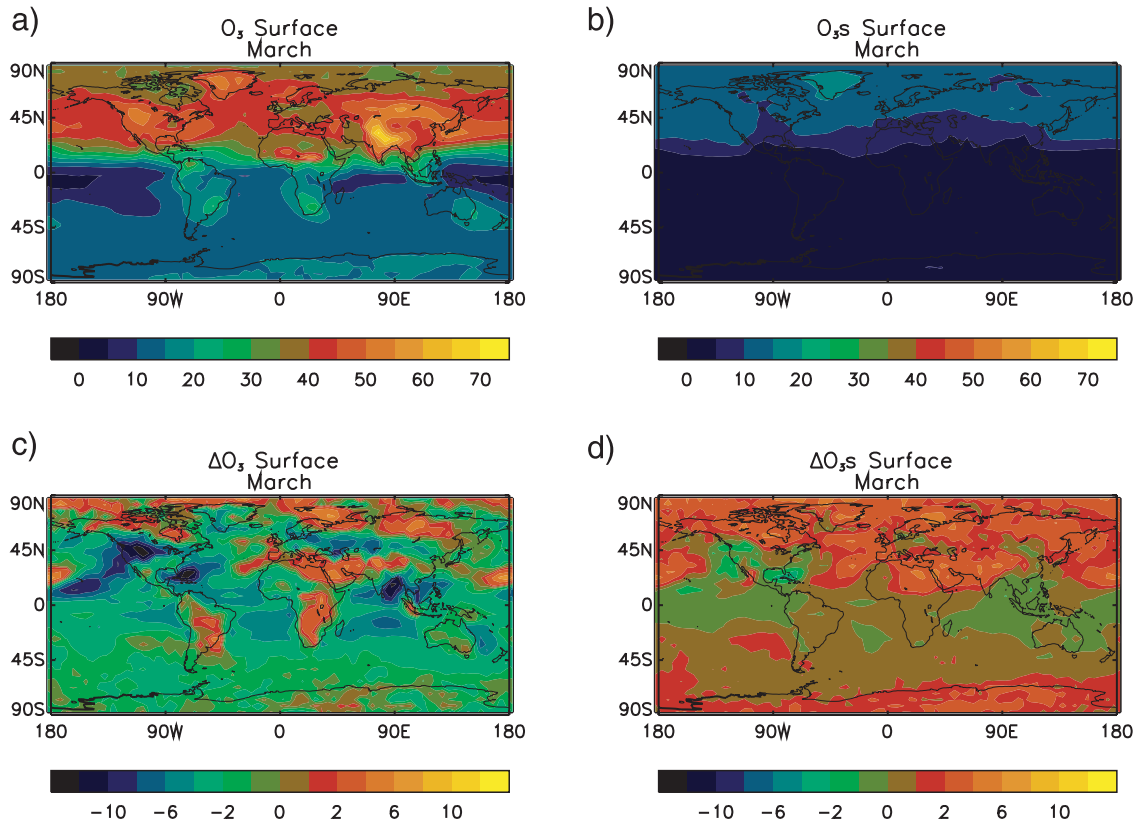 a)
O₃ Surface
March
90N
45N
0
45S
90S
180 90W 0 90E 180
0 10 20 30 40 50 60 70
b)
O₃s Surface
March
90N
45N
0
45S
90S
180 90W 0 90E 180
0 10 20 30 40 50 60 70
c)
ΔO₃ Surface
March
90N
45N
0
45S
90S
180 90W 0 90E 180
−10 −6 −2 0 2 6 10
d)
ΔO₃s Surface
March
90N
45N
0
45S
90S
180 90W 0 90E 180
−10 −6 −2 0 2 6 10